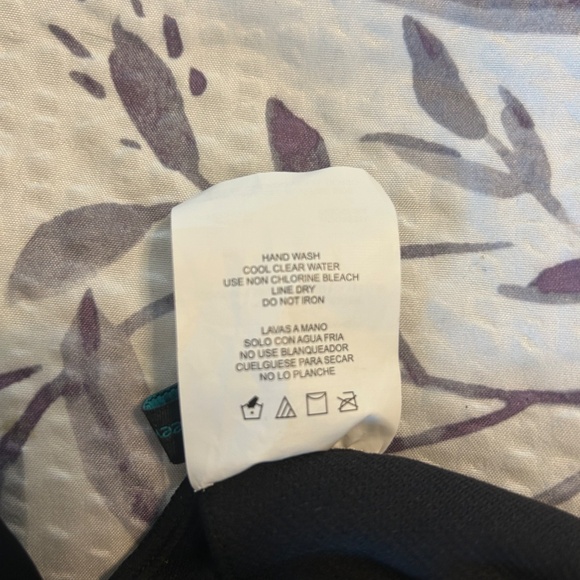 HAND WASH
COOL CLEAR WATER
USE NON CHLORINE BLEACH
LINE DRY
DO NOT IRON
LAVAS A MANO
SOLO CON AGUA FRIA
NO USE BLANQUEADOR
CUELGUESE PARA SECAR
NO LO PLANCHE